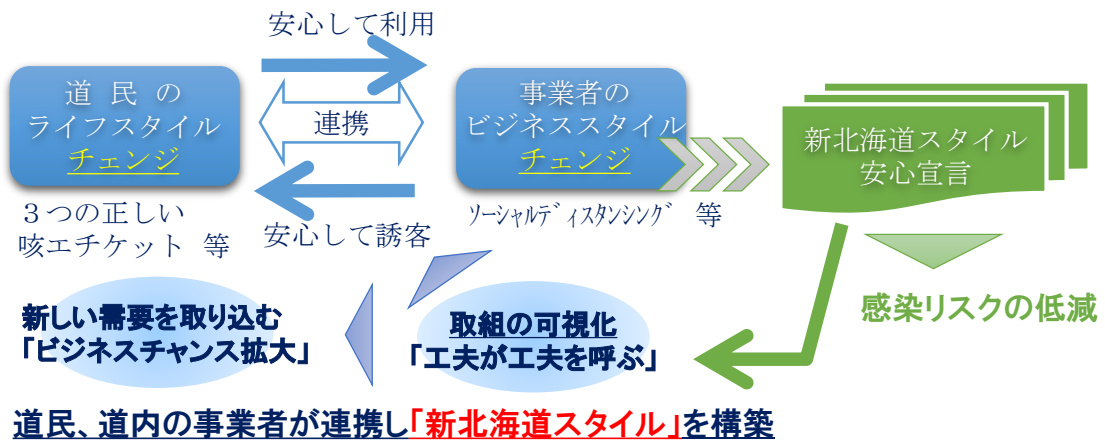 安心して利用
道 民 の
ライフスタイル
チェンジ
連携
事業者の
ビジネススタイル
チェンジ
新北海道スタイル
安心宣言
３つの正しい
咳エチケット 等
安心して誘客
ｿｰｼｬﾙﾃﾞｨｽﾀﾝｼﾝｸﾞ 等
感染リスクの低減
新しい需要を取り込む
「ビジネスチャンス拡大」
取組の可視化
「工夫が工夫を呼ぶ」
道民、道内の事業者が連携し「新北海道スタイル」を構築